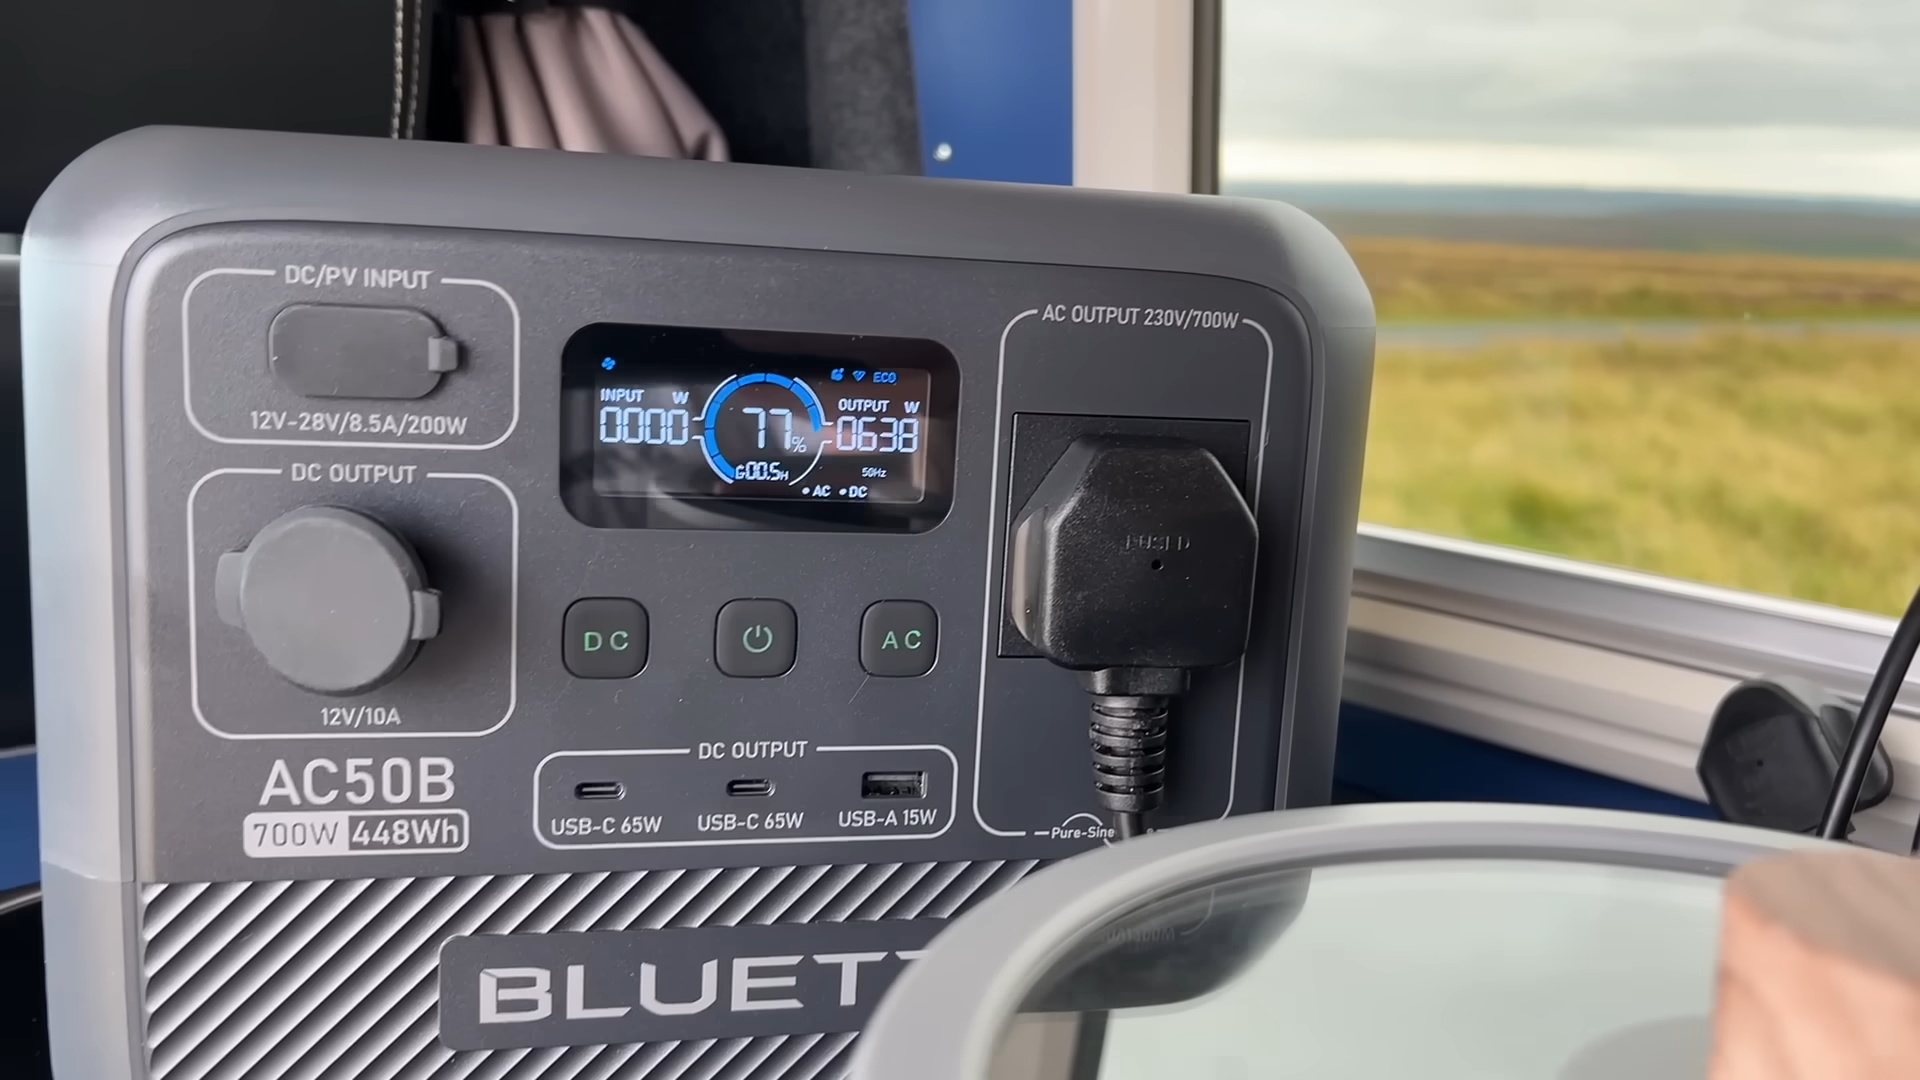 DC/PV INPUT
12V-28V/8.5A/200W
DC OUTPUT
12V/10A
AC50B
700W 448Wh
ECO
INPUT W
0000
77%
00.5H
OUTPUT W
0638
50Hz
AC DC
DC
AC
DC OUTPUT
USB-C 65W
USB-C 65W
USB-A 15W
AC OUTPUT 230V/700W
FUSED
Pure-Sine
BLUET